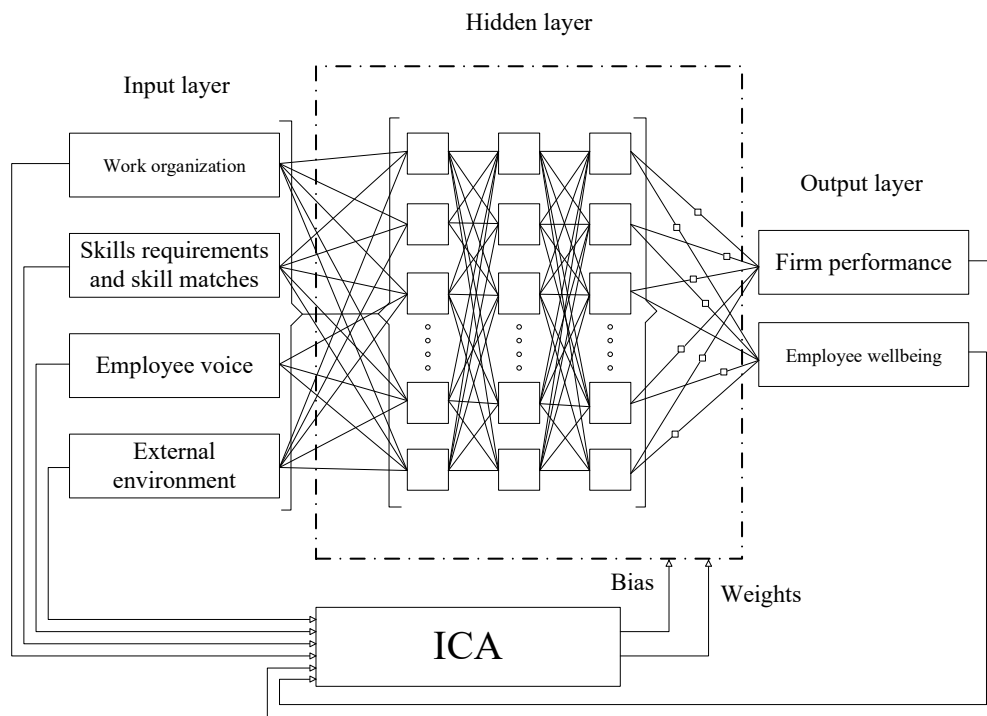 Hidden layer
Input layer
Work organization
Skills requirements
and skill matches
Employee voice
External
environment
Output layer
Firm performance
Employee wellbeing
Bias
Weights
ICA